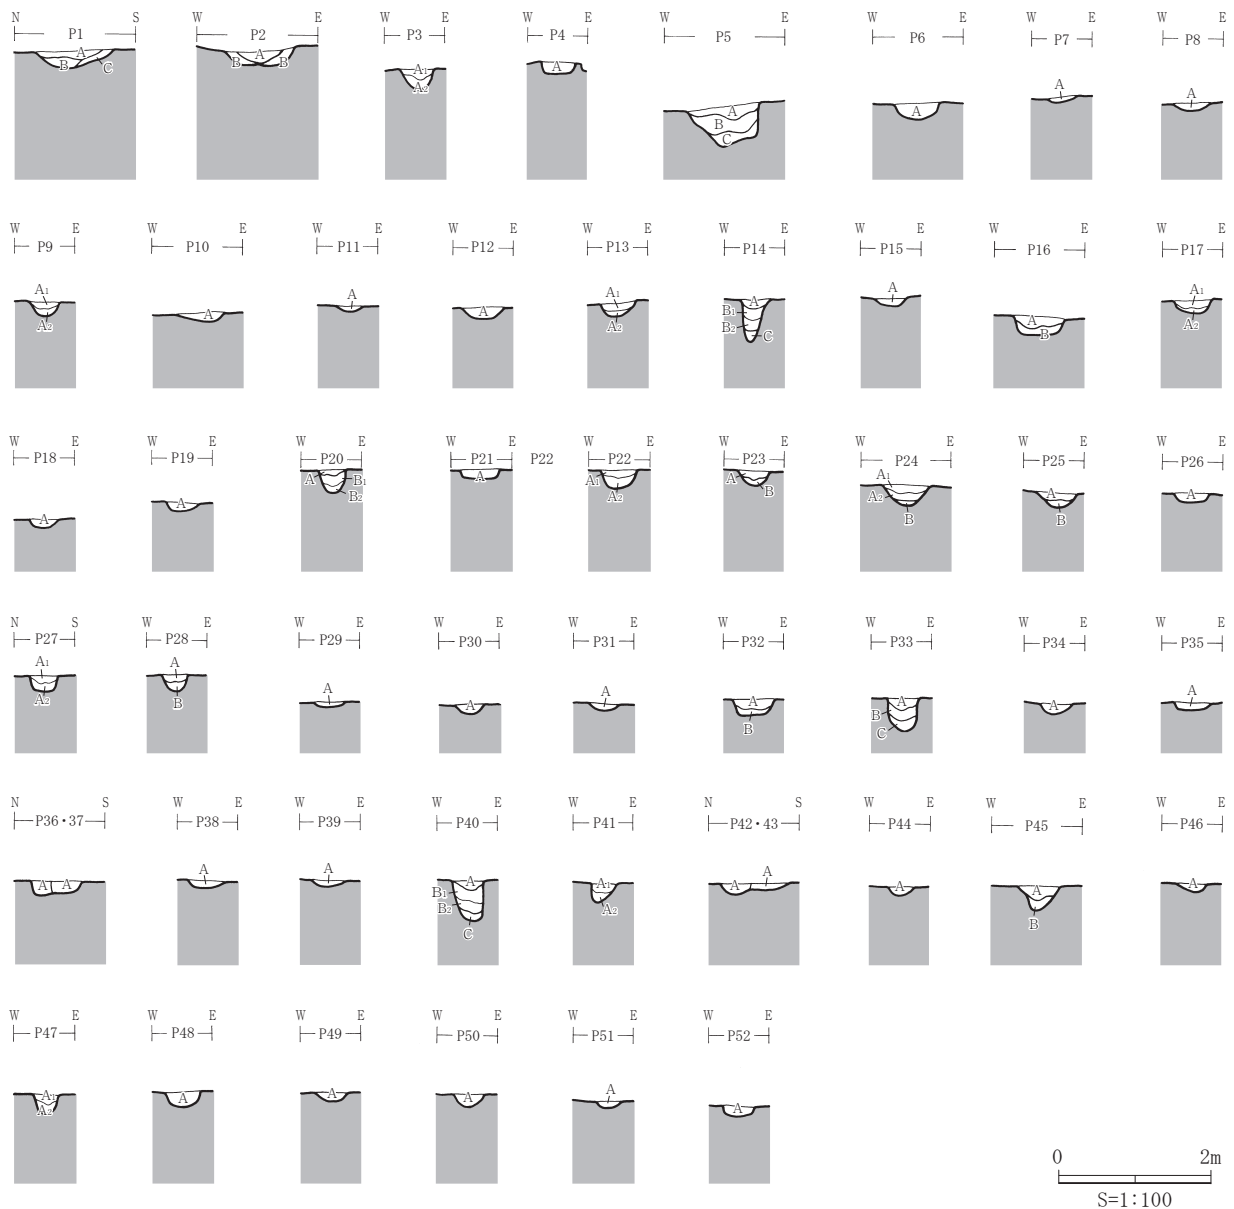 N S W E W E W E W E W E W E W E
P1 P2 P3 P4 P5 P6 P7 P8
A B C A B B A1 A2 A A B C A A A
W E W E W E W E W E W E W E W E W E
P9 P10 P11 P12 P13 P14 P15 P16 P17
A1 A2 A A A A1 A2 A B1 B2 C A A B A1 A2
W E W E W E W E W E W E W E W E W E
P18 P19 P20 P21 P22 P22 P23 P24 P25 P26
A A A B1 B2 A A1 A2 A B A1 A2 B A B A
N S W E W E W E W E W E W E W E W E
P27 P28 P29 P30 P31 P32 P33 P34 P35
A1 A2 A B A A A A B A B C A A
N S W E W E W E W E N S W E W E W E
P36・37 P38 P39 P40 P41 P42・43 P44 P45 P46
A A A A A B1 B2 C A1 A2 A A A A B A
W E W E W E W E W E W E
P47 P48 P49 P50 P51 P52
A1 A2 A A A A A
0 2m
S=1:100